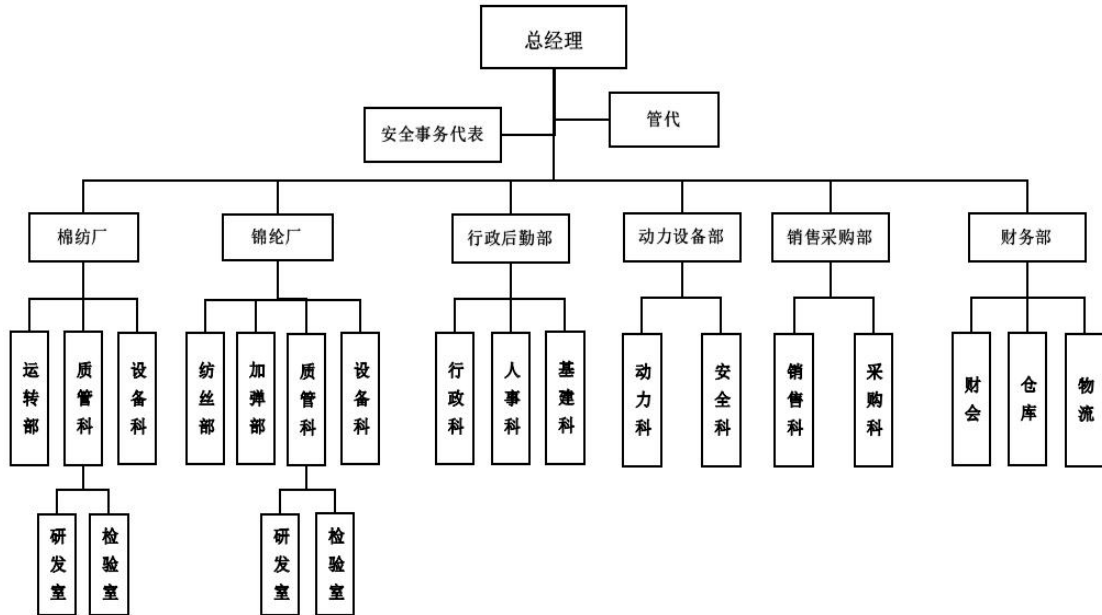 总经理
安全事务代表
管代
棉纺厂
锦纶厂
行政后勤部
动力设备部
销售采购部
财务部
运转部
质管科
设备科
纺丝部
加弹部
质管科
设备科
行政科
人事科
基建科
动力科
安全科
销售科
采购科
财会
仓库
物流
研发室
检验室
研发室
检验室